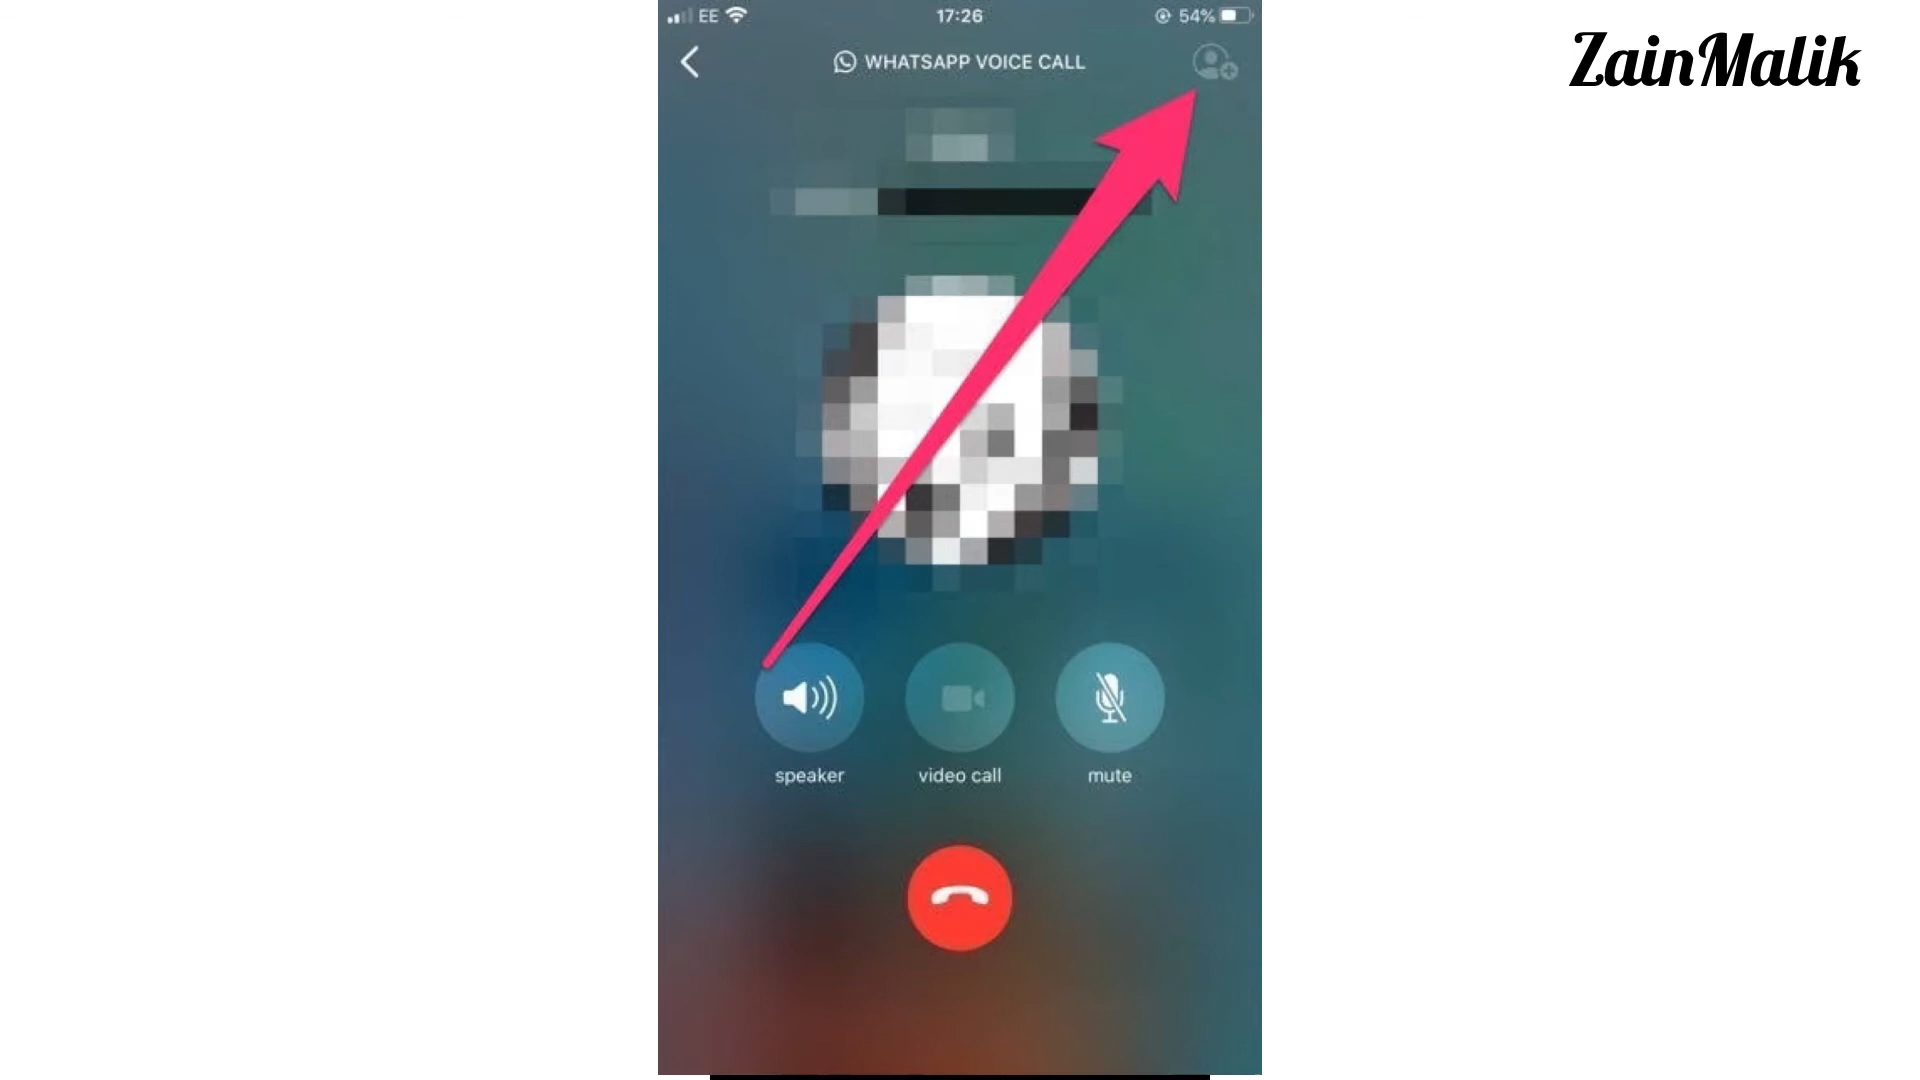 EE 17:26 54%
ZainMalik
WHATSAPP VOICE CALL
speaker video call mute